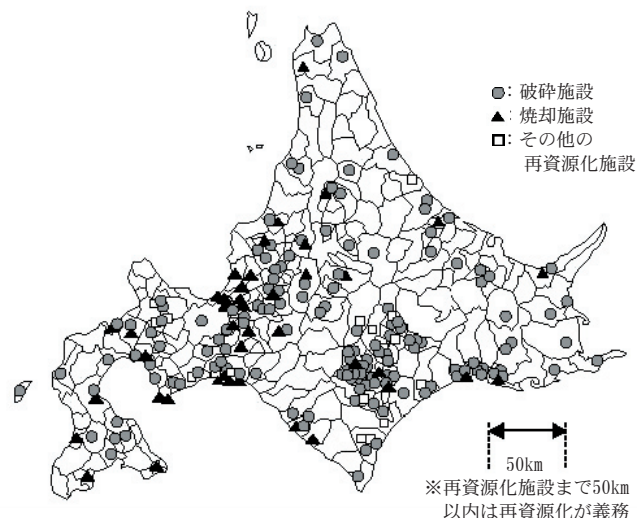 ●: 破砕施設
▲: 焼却施設
□: その他の
再資源化施設
50km
※再資源化施設まで50km
以内は再資源化が義務